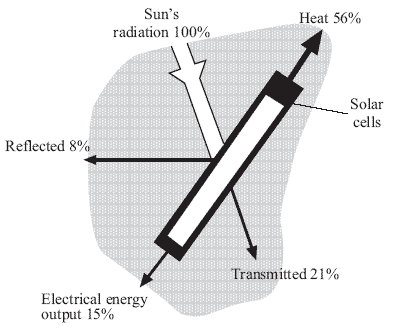 Sun's
radiation 100%
Heat 56%
Solar
cells
Reflected 8%
Transmitted 21%
Electrical energy
output 15%